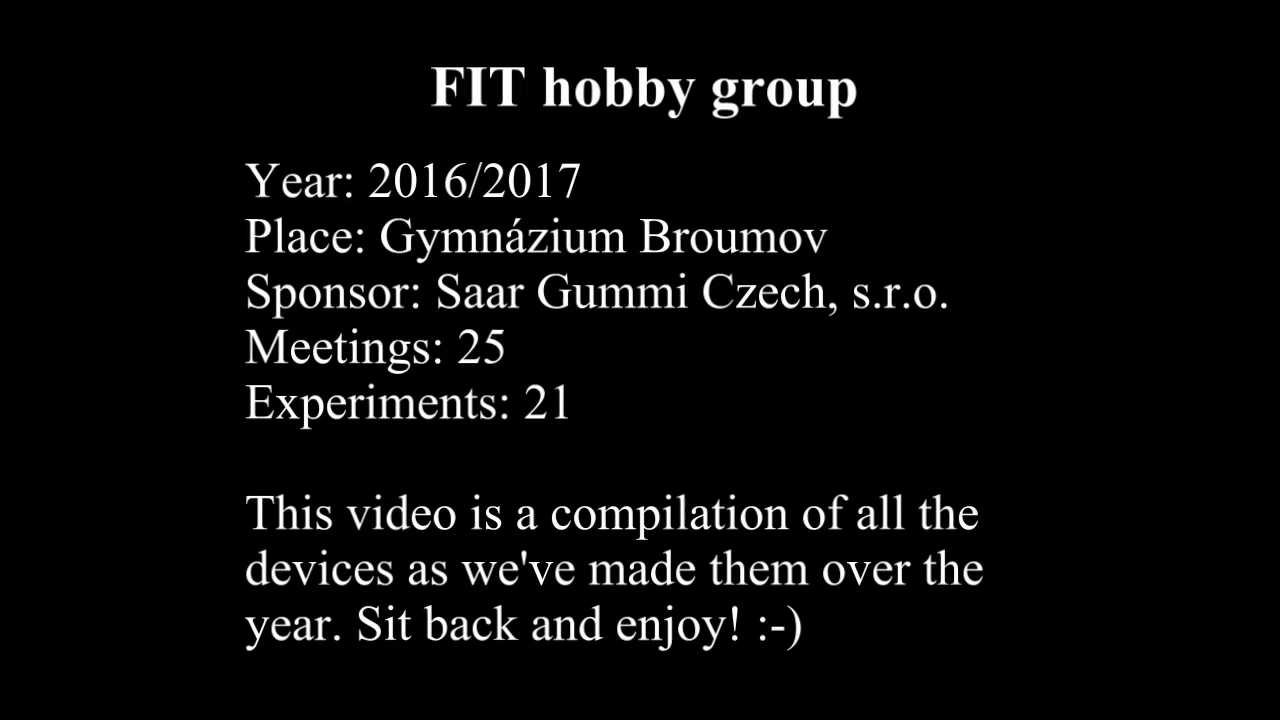 FIT hobby group
Year: 2016/2017
Place: Gymnázium Broumov
Sponsor: Saar Gummi Czech, s.r.o.
Meetings: 25
Experiments: 21
This video is a compilation of all the
devices as we've made them over the
year. Sit back and enjoy! :-)